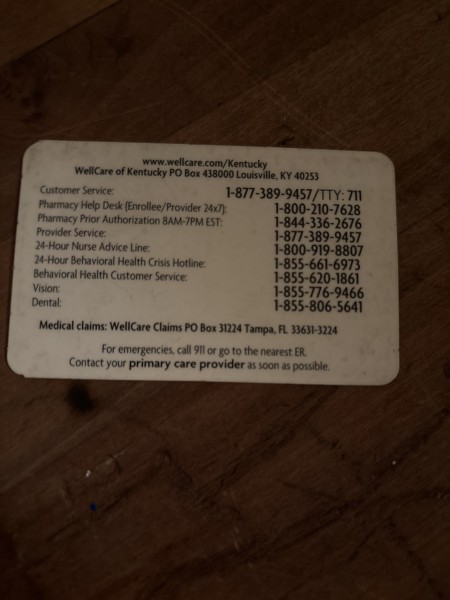 www.wellcare.com/Kentucky
WellCare of Kentucky PO Box 438000 Louisville, KY 40253
Customer Service: 1-877-389-9457/TTY: 711
Pharmacy Help Desk (Enrollee/Provider 24x7): 1-800-210-7628
Pharmacy Prior Authorization 8AM-7PM EST: 1-844-336-2676
Provider Service: 1-877-389-9457
24-Hour Nurse Advice Line: 1-800-919-8807
24-Hour Behavioral Health Crisis Hotline: 1-855-661-6973
Behavioral Health Customer Service: 1-855-620-1861
Vision: 1-855-776-9466
Dental: 1-855-806-5641
Medical claims: WellCare Claims PO Box 31224 Tampa, FL 33631-3224
For emergencies, call 911 or go to the nearest ER.
Contact your primary care provider as soon as possible.